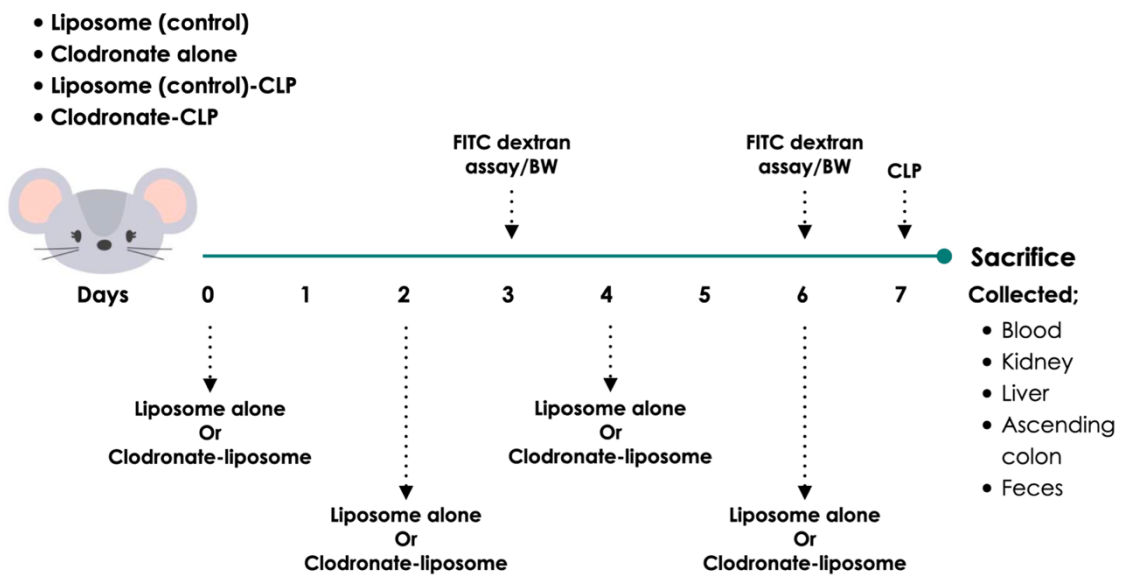 • Liposome (control)
• Clodronate alone
• Liposome (control)-CLP
• Clodronate-CLP
FITC dextran
assay/BW
FITC dextran
assay/BW
CLP
Sacrifice
Days 0 1 2 3 4 5 6 7
Collected;
• Blood
• Kidney
• Liver
• Ascending
colon
• Feces
Liposome alone
Or
Clodronate-liposome
Liposome alone
Or
Clodronate-liposome
Liposome alone
Or
Clodronate-liposome
Liposome alone
Or
Clodronate-liposome